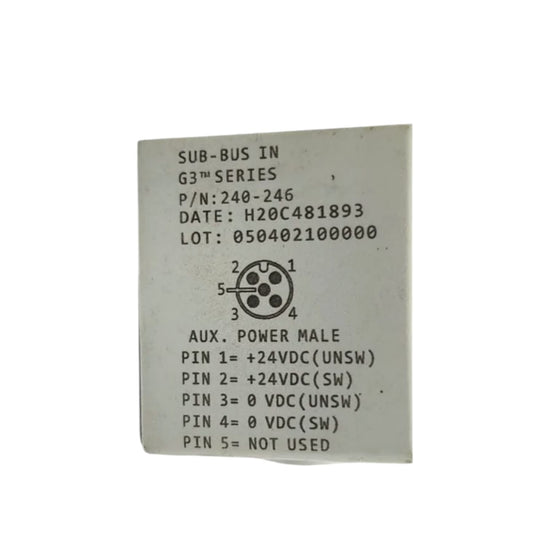 SUB-BUS IN
G3™ SERIES
P/N:240-246
DATE: H20C481893
LOT: 050402100000
2 1
5
3 4
AUX. POWER MALE
PIN 1= +24VDC(UNSW)
PIN 2= +24VDC(SW)
PIN 3= 0 VDC(UNSW)
PIN 4= 0 VDC(SW)
PIN 5= NOT USED